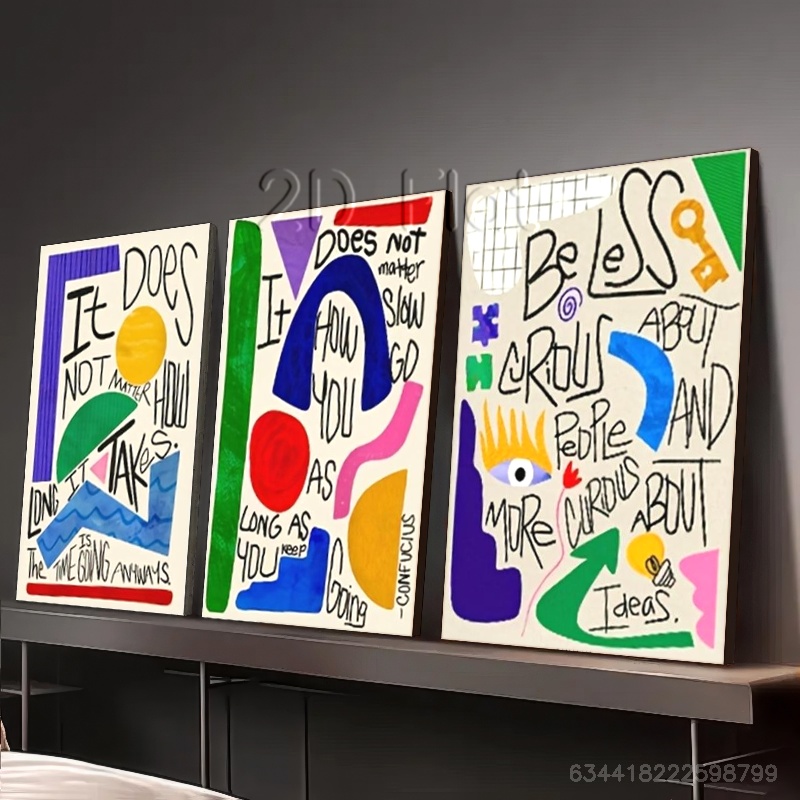 2D Flat
It DOES
NOT MATTER HOW
LONG IT TAKES.
The TIME IS GOING ANYWAYS.
It DOES NOT
matter
HOW SLOW
YOU GO
AS
LONG AS
YOU KEEP
Going
-CONFUCIUS
Be LESS
CURIOUS ABOUT
PEOPLE AND
MORE CURIOUS ABOUT
Ideas.
634418222598799